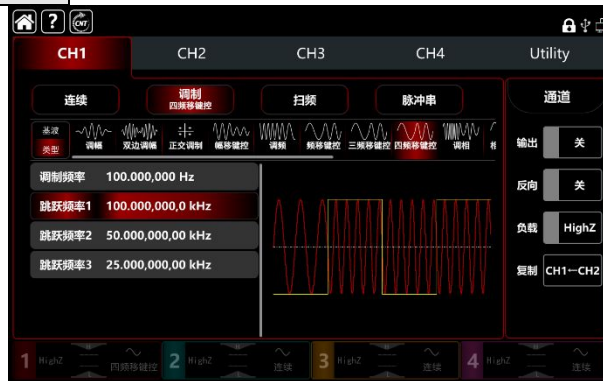 ? CNT
CH1 CH2 CH3 CH4 Utility
连续 调制 四频移键控 扫频 脉冲串 通道
基波 类型 调幅 双边调幅 正交调制 幅移键控 调频 频移键控 三频移键控 四频移键控 调相
输出 关
调制频率 100.000,000 Hz
反向 关
跳跃频率1 100.000,000,0 kHz
跳跃频率2 50.000,000,00 kHz
负载 HighZ
跳跃频率3 25.000,000,00 kHz
复制 CH1←CH2
1 HighZ 四频移键控 2 HighZ 连续 3 HighZ 连续 4 HighZ 连续